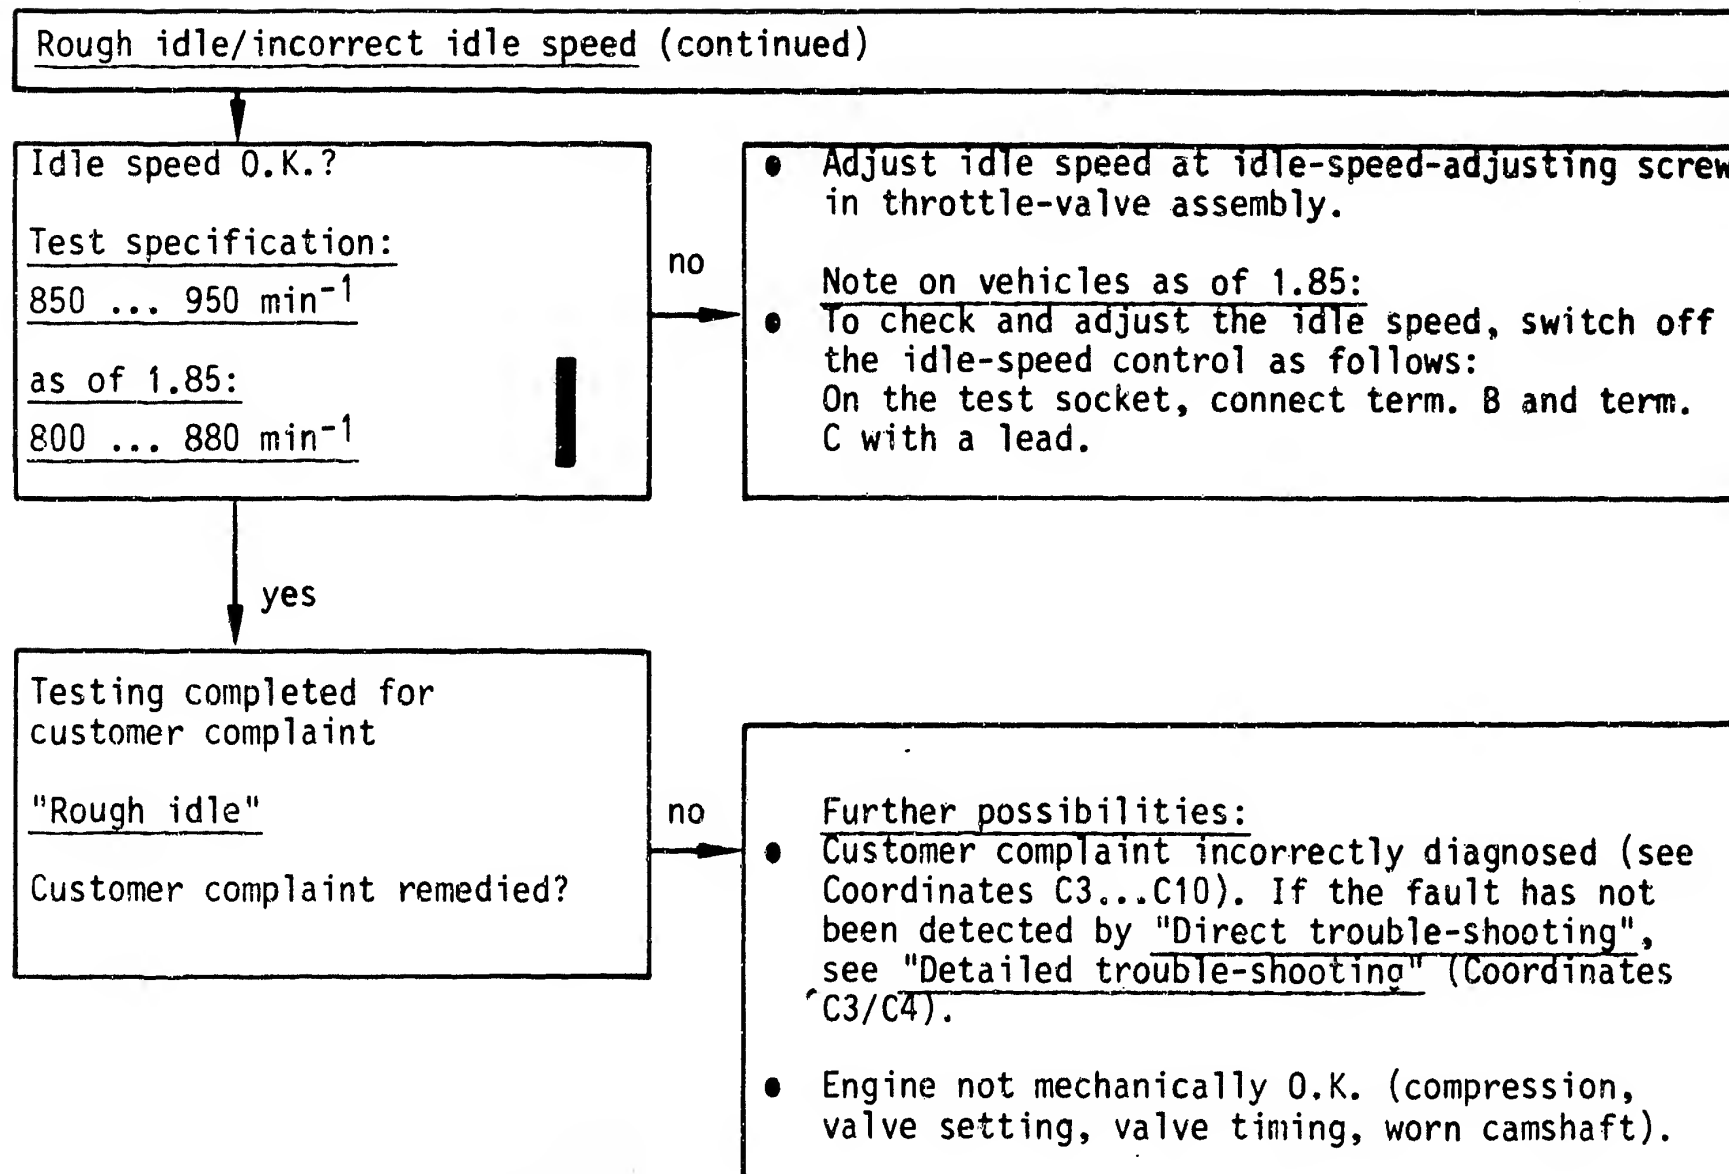 Rough idle/incorrect idle speed (continued)
Idle speed O.K.?
Test specification:
850 ... 950 min⁻¹
as of 1.85:
800 ... 880 min⁻¹
no
● Adjust idle speed at idle-speed-adjusting screw
in throttle-valve assembly.
Note on vehicles as of 1.85:
● To check and adjust the idle speed, switch off
the idle-speed control as follows:
On the test socket, connect term. B and term.
C with a lead.
yes
Testing completed for
customer complaint
"Rough idle"
Customer complaint remedied?
no
Further possibilities:
● Customer complaint incorrectly diagnosed (see
Coordinates C3...C10). If the fault has not
been detected by "Direct trouble-shooting",
see "Detailed trouble-shooting" (Coordinates
C3/C4).
● Engine not mechanically O.K. (compression,
valve setting, valve timing, worn camshaft).